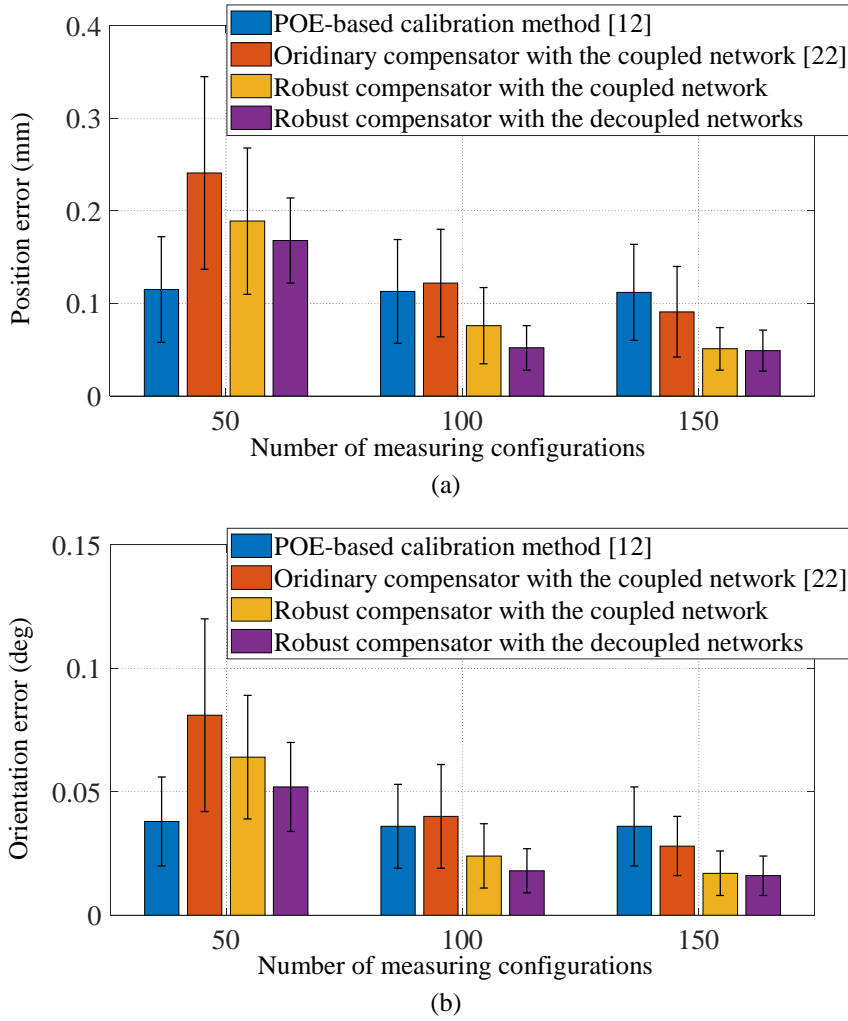 POE-based calibration method [12]
Oridinary compensator with the coupled network [22]
Robust compensator with the coupled network
Robust compensator with the decoupled networks
Position error (mm)
0.4
0.3
0.2
0.1
0
50
100
150
Number of measuring configurations
(a)
POE-based calibration method [12]
Oridinary compensator with the coupled network [22]
Robust compensator with the coupled network
Robust compensator with the decoupled networks
Orientation error (deg)
0.15
0.1
0.05
0
50
100
150
Number of measuring configurations
(b)